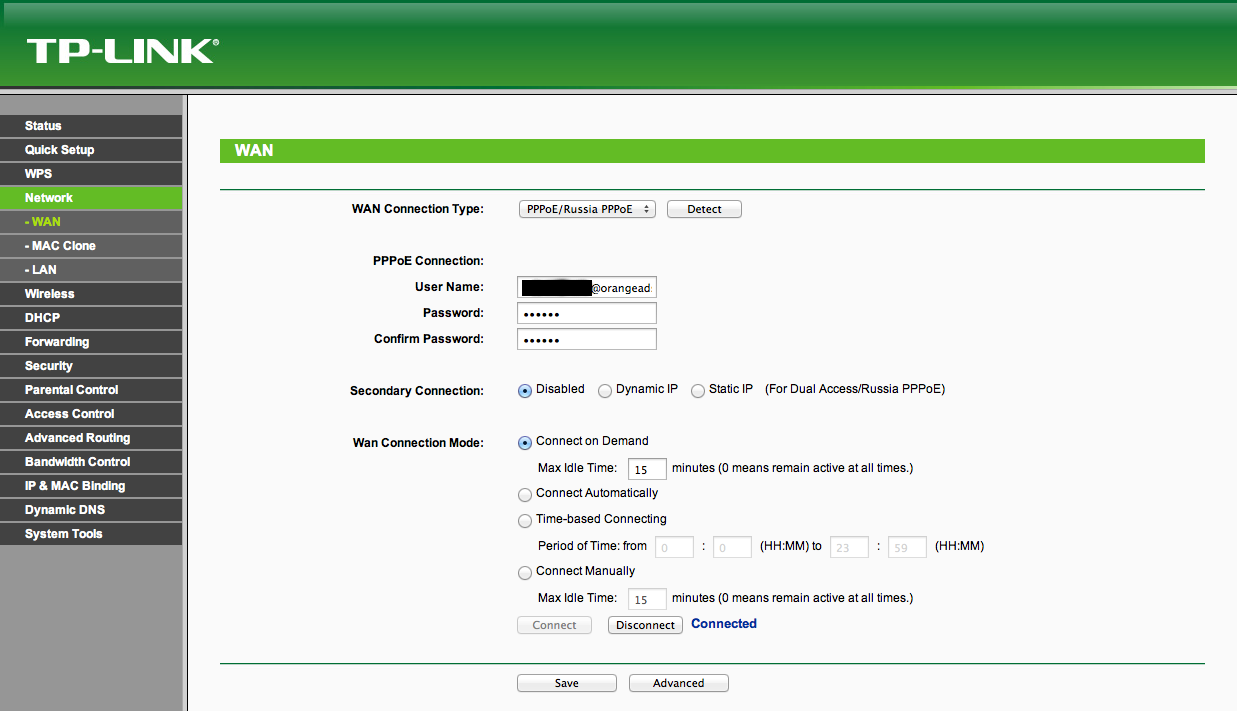 TP-LINK®
Status
Quick Setup
WPS
Network
- WAN
- MAC Clone
- LAN
Wireless
DHCP
Forwarding
Security
Parental Control
Access Control
Advanced Routing
Bandwidth Control
IP & MAC Binding
Dynamic DNS
System Tools
WAN
WAN Connection Type: PPPoE/Russia PPPoE Detect
PPPoE Connection:
User Name: @orangead
Password: ••••••
Confirm Password: ••••••
Secondary Connection: Disabled Dynamic IP Static IP (For Dual Access/Russia PPPoE)
Wan Connection Mode: Connect on Demand
Max Idle Time: 15 minutes (0 means remain active at all times.)
Connect Automatically
Time-based Connecting
Period of Time: from 0 : 0 (HH:MM) to 23 : 59 (HH:MM)
Connect Manually
Max Idle Time: 15 minutes (0 means remain active at all times.)
Connect Disconnect Connected
Save Advanced